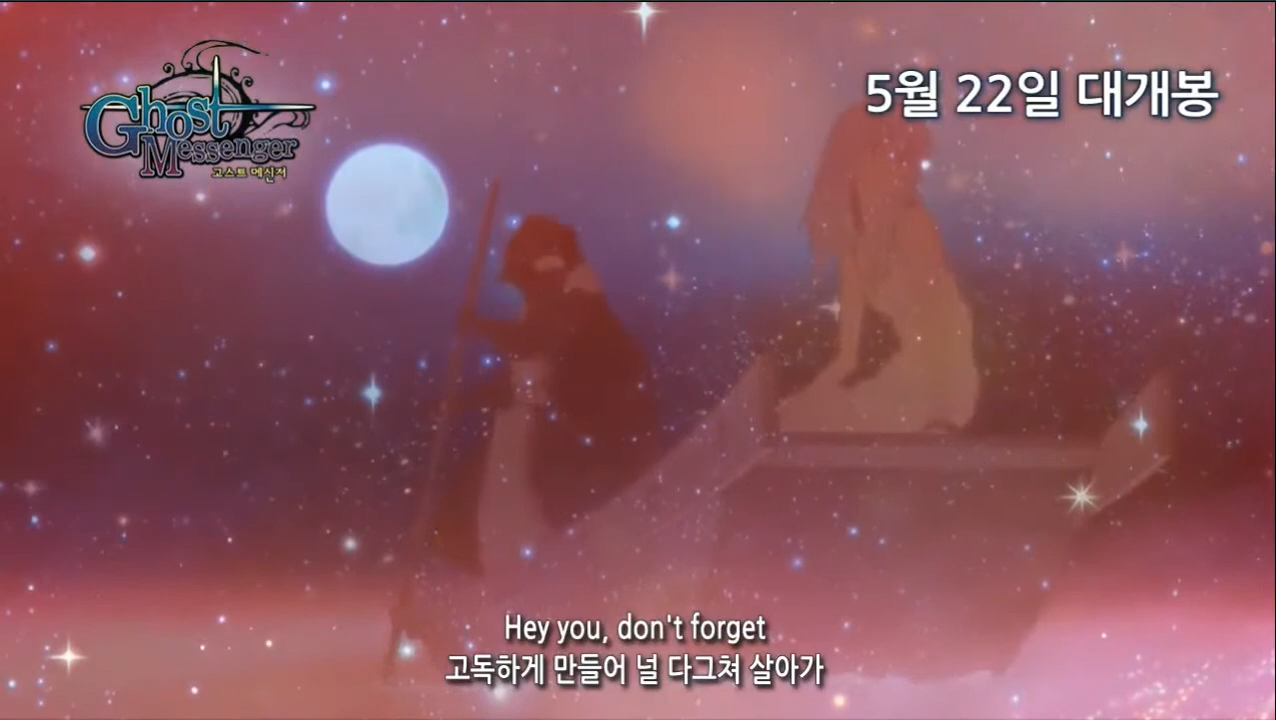 Ghost
Messenger
고스트 메신저
5월 22일 대개봉
Hey you, don't forget
고독하게 만들어 널 다그쳐 살아가